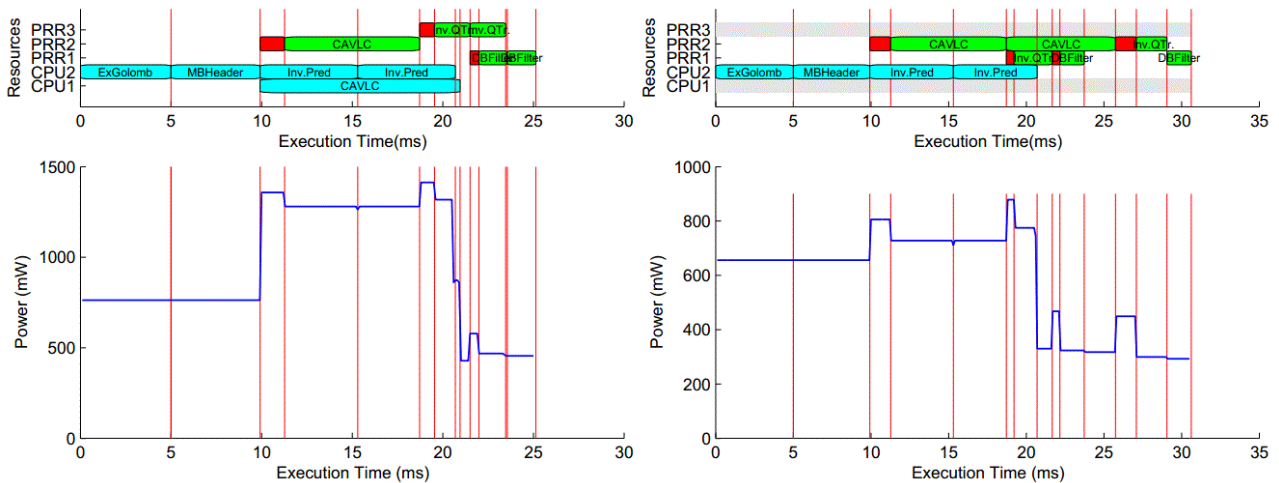 Resources
PRR3 Inv.QTr. Inv.QTr.
PRR2 CAVLC
PRR1 DBFilter DBFilter
CPU2 ExGolomb MBHeader Inv.Pred Inv.Pred
CPU1 CAVLC
0 5 10 15 20 25 30
Execution Time(ms)
Power (mW)
1500
1000
500
0
0 5 10 15 20 25 30
Execution Time (ms)
Resources
PRR3
PRR2 CAVLC CAVLC Inv.QTr.
PRR1 Inv.QTr. DBFilter DBFilter
CPU2 ExGolomb MBHeader Inv.Pred Inv.Pred
CPU1
0 5 10 15 20 25 30 35
Execution Time(ms)
Power (mW)
1000
800
600
400
200
0
0 5 10 15 20 25 30 35
Execution Time (ms)